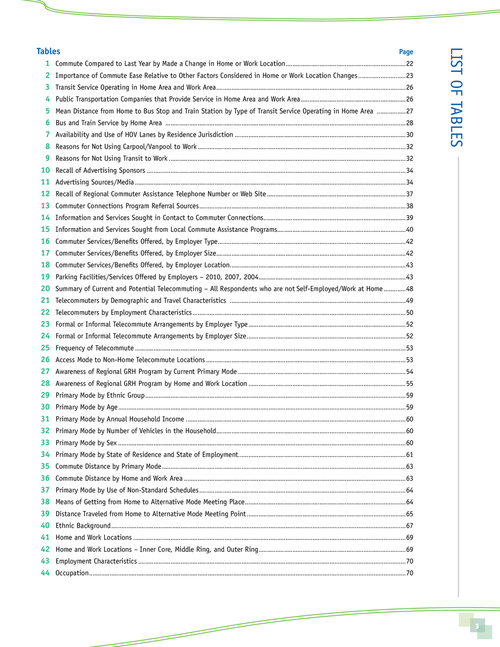 Tables Page
1 Commute Compared to Last Year by Made a Change in Home or Work Location 22
2 Importance of Commute Ease Relative to Other Factors Considered in Home or Work Location Changes 23
3 Transit Service Operating in Home Area and Work Area 26
4 Public Transportation Companies that Provide Service in Home Area and Work Area 26
5 Mean Distance from Home to Bus Stop and Train Station by Type of Transit Service Operating in Home Area 27
6 Bus and Train Service by Home Area 28
7 Availability and Use of HOV Lanes by Residence Jurisdiction 30
8 Reasons for Not Using Carpool/Vanpool to Work 32
9 Reasons for Not Using Transit to Work 32
10 Recall of Advertising Sponsors 34
11 Advertising Sources/Media 34
12 Recall of Regional Commuter Assistance Telephone Number or Web Site 37
13 Commuter Connections Program Referral Sources 38
14 Information and Services Sought in Contact to Commuter Connections 39
15 Information and Services Sought from Local Commute Assistance Programs 40
16 Commuter Services/Benefits Offered, by Employer Type 42
17 Commuter Services/Benefits Offered, by Employer Size 42
18 Commuter Services/Benefits Offered, by Employer Location 43
19 Parking Facilities/Services Offered by Employers – 2010, 2007, 2004 43
20 Summary of Current and Potential Telecommuting – All Respondents who are not Self-Employed/Work at Home 48
21 Telecommuters by Demographic and Travel Characteristics 49
22 Telecommuters by Employment Characteristics 50
23 Formal or Informal Telecommute Arrangements by Employer Type 52
24 Formal or Informal Telecommute Arrangements by Employer Size 52
25 Frequency of Telecommute 53
26 Access Mode to Non-Home Telecommute Locations 53
27 Awareness of Regional GRH Program by Current Primary Mode 54
28 Awareness of Regional GRH Program by Home and Work Location 55
29 Primary Mode by Ethnic Group 59
30 Primary Mode by Age 59
31 Primary Mode by Annual Household Income 60
32 Primary Mode by Number of Vehicles in the Household 60
33 Primary Mode by Sex 60
34 Primary Mode by State of Residence and State of Employment 61
35 Commute Distance by Primary Mode 63
36 Commute Distance by Home and Work Area 63
37 Primary Mode by Use of Non-Standard Schedules 64
38 Means of Getting from Home to Alternative Mode Meeting Place 64
39 Distance Traveled from Home to Alternative Mode Meeting Point 65
40 Ethnic Background 67
41 Home and Work Locations 69
42 Home and Work Locations – Inner Core, Middle Ring, and Outer Ring 69
43 Employment Characteristics 70
44 Occupation 70
LIST OF TABLES